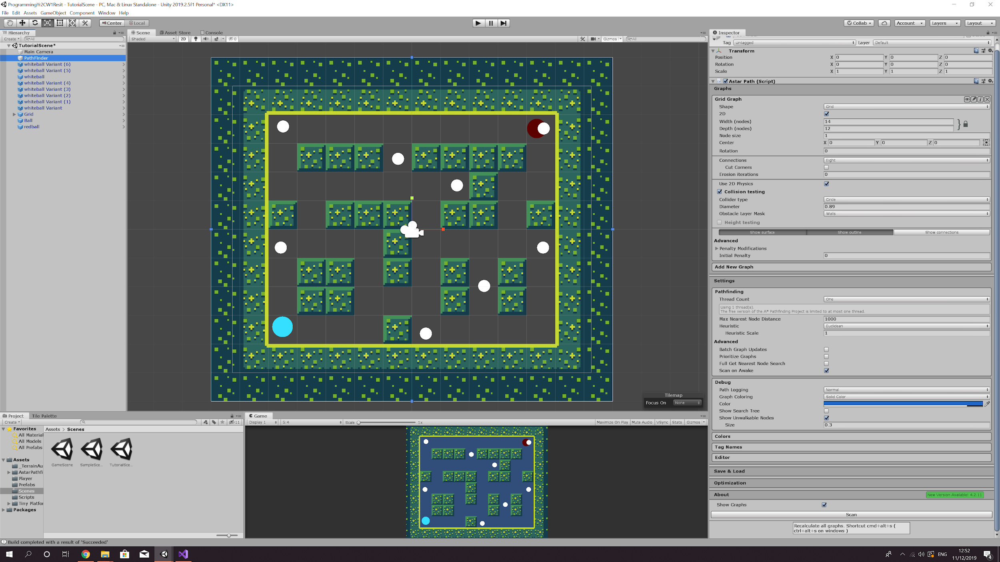 ProgrammingYr2CW1Resit - TutorialScene - PC, Mac & Linux Standalone - Unity 2019.2.5f1 Personal* <DX11>
File Edit Assets GameObject Component Window Help
Center Local
Collab Account Layers Layout
Hierarchy
Create All
TutorialScene*
Main Camera
PathFinder
whiteball Variant (6)
whiteball Variant (5)
whiteball
whiteball Variant (4)
whiteball Variant (3)
whiteball Variant (2)
whiteball Variant (1)
whiteball Variant
Grid
Ball
redball
Scene Asset Store Console
Shaded 2D 0 Gizmos All
Tilemap
Focus On None
Inspector
Tag Untagged Layer Default
Transform
Position X 0 Y 0 Z 0
Rotation X 0 Y 0 Z 0
Scale X 1 Y 1 Z 1
Astar Path (Script)
Graphs
Grid Graph
Shape Grid
2D
Width (nodes) 14
Depth (nodes) 12
Node size 1
Center X 0 Y 0 Z 0
Rotation 0
Connections Eight
Cut Corners
Erosion iterations 0
Use 2D Physics
Collision testing
Collider type Circle
Diameter 0.89
Obstacle Layer Mask Walls
Height testing
Show surface Show outline Show connections
Advanced
Penalty Modifications
Initial Penalty 0
Add New Graph
Settings
Pathfinding
Thread Count One
Using 1 thread(s).
The free version of the A* Pathfinding Project is limited to at most one thread.
Max Nearest Node Distance 1000
Heuristic Euclidean
Heuristic Scale 1
Advanced
Batch Graph Updates
Prioritize Graphs
Full Get Nearest Node Search
Scan on Awake
Debug
Path Logging Normal
Graph Coloring Solid Color
Color
Show Search Tree
Show Unwalkable Nodes
Size 0.3
Colors
Tag Names
Editor
Save & Load
Optimization
About New Version Available! 4.2.11
Show Graphs
Scan
Recalculate all graphs. Shortcut cmd+alt+s (
ctrl+alt+s on windows )
Project Tile Palette
Create 11
Favorites
All Material
All Models
All Prefabs
Assets
_TerrainAu
AstarPathfi
Player
Prefabs
Scenes
Scripts
Tiny Platfor
Packages
Assets > Scenes
GameScene SampleSce... TutorialSce...
Game
Display 1 5:4 Scale 1x Maximize On Play Mute Audio VSync Stats Gizmos
Build completed with a result of 'Succeeded'
ENG
12:52
11/12/2019
4